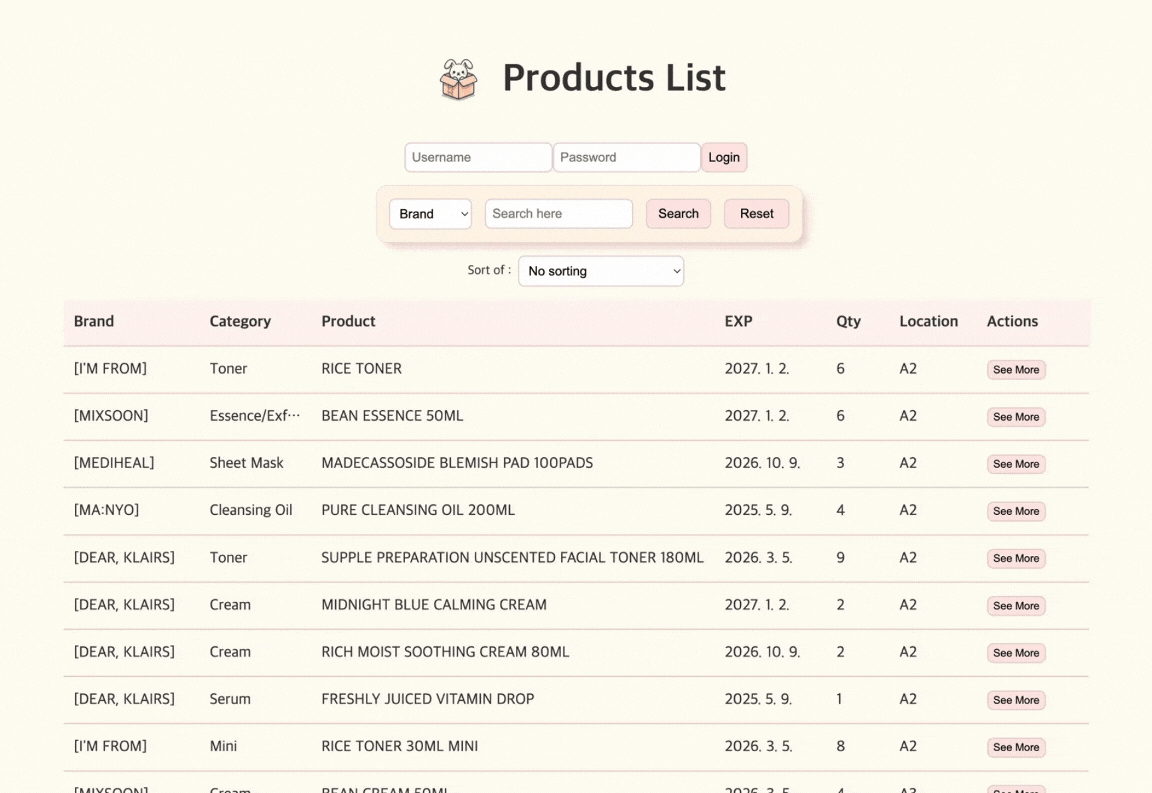 Products List
Username Password Login
Brand Search here Search Reset
Sort of : No sorting
Brand Category Product EXP Qty Location Actions
[I'M FROM] Toner RICE TONER 2027. 1. 2. 6 A2 See More
[MIXSOON] Essence/Exf… BEAN ESSENCE 50ML 2027. 1. 2. 6 A2 See More
[MEDIHEAL] Sheet Mask MADECASSOSIDE BLEMISH PAD 100PADS 2026. 10. 9. 3 A2 See More
[MA:NYO] Cleansing Oil PURE CLEANSING OIL 200ML 2025. 5. 9. 4 A2 See More
[DEAR, KLAIRS] Toner SUPPLE PREPARATION UNSCENTED FACIAL TONER 180ML 2026. 3. 5. 9 A2 See More
[DEAR, KLAIRS] Cream MIDNIGHT BLUE CALMING CREAM 2027. 1. 2. 2 A2 See More
[DEAR, KLAIRS] Cream RICH MOIST SOOTHING CREAM 80ML 2026. 10. 9. 2 A2 See More
[DEAR, KLAIRS] Serum FRESHLY JUICED VITAMIN DROP 2025. 5. 9. 1 A2 See More
[I'M FROM] Mini RICE TONER 30ML MINI 2026. 3. 5. 8 A2 See More
[MIXSOON] Cream BEAN CREAM 50ML 2026. 3. 5. 4 See More